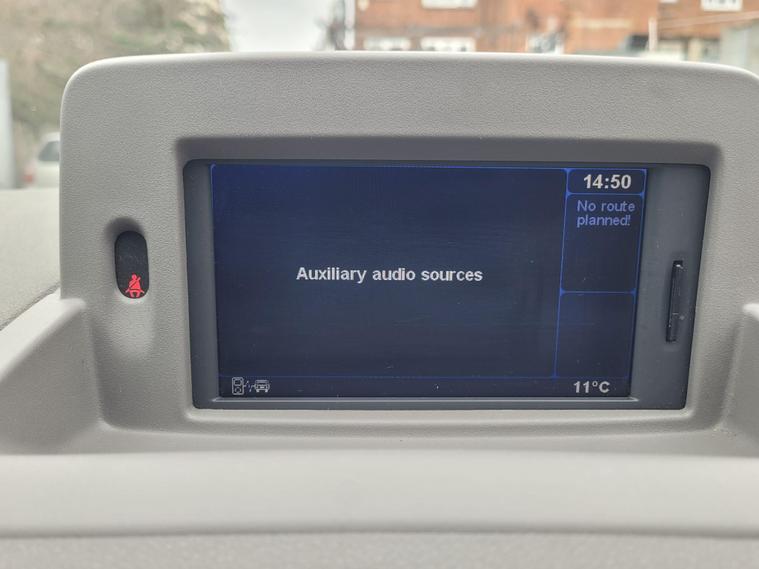 14:50
No route
planned!
Auxiliary audio sources
11°C